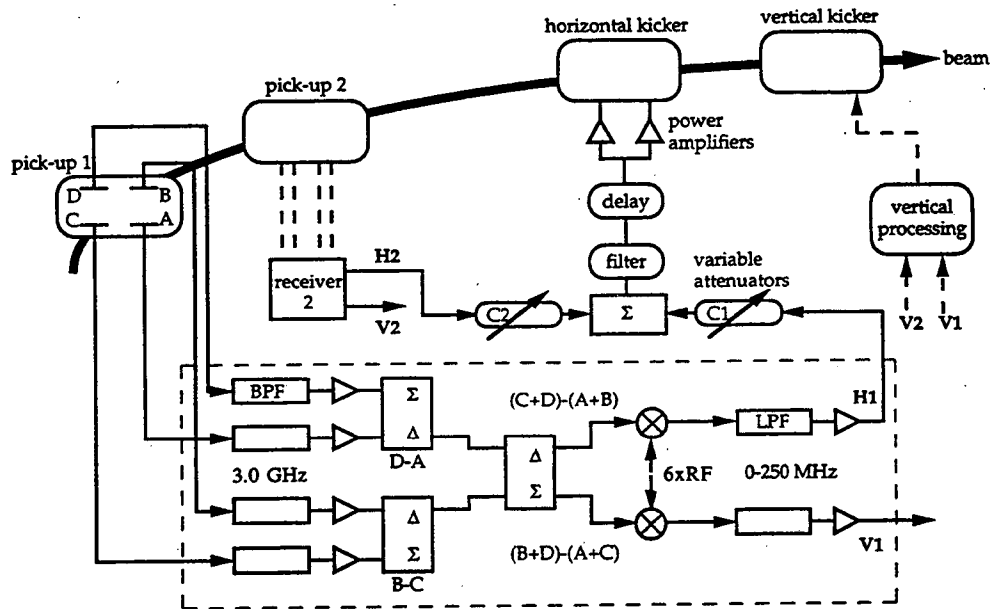 vertical kicker
horizontal kicker
beam
pick-up 2
power
amplifiers
pick-up 1
D
B
C
A
delay
vertical
processing
H2
filter
variable
attenuators
receiver
2
C2
Σ
C1
V2
V2
V1
BPF
Σ
(C+D)-(A+B)
H1
LPF
Δ
D-A
Δ
3.0 GHz
6xRF
0-250 MHz
Σ
Δ
Σ
(B+D)-(A+C)
V1
B-C